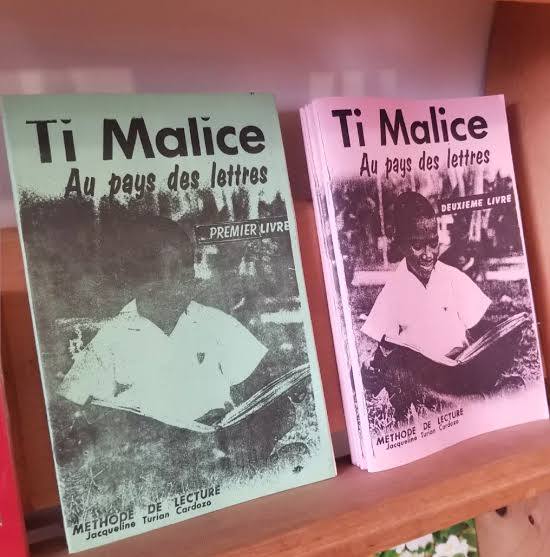 Ti Malice
Au pays des lettres
PREMIER LIVRE
METHODE DE LECTURE
Jacqueline Turian Cardozo
Ti Malice
Au pays des lettres
DEUXIEME LIVRE
METHODE DE LECTURE
Jacqueline Turian Cardozo